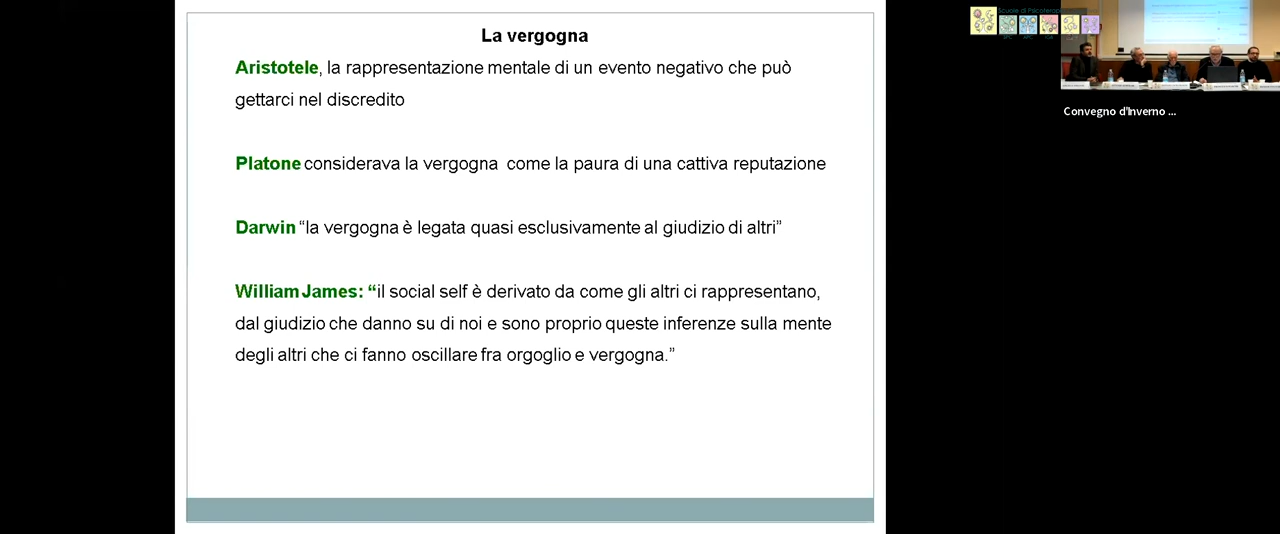 La vergogna
Aristotele, la rappresentazione mentale di un evento negativo che può
gettarci nel discredito
Platone considerava la vergogna come la paura di una cattiva reputazione
Darwin “la vergogna è legata quasi esclusivamente al giudizio di altri”
William James: “il social self è derivato da come gli altri ci rappresentano,
dal giudizio che danno su di noi e sono proprio queste inferenze sulla mente
degli altri che ci fanno oscillare fra orgoglio e vergogna.”
Scuole di Psicoterap
Convegno d'Inverno ...